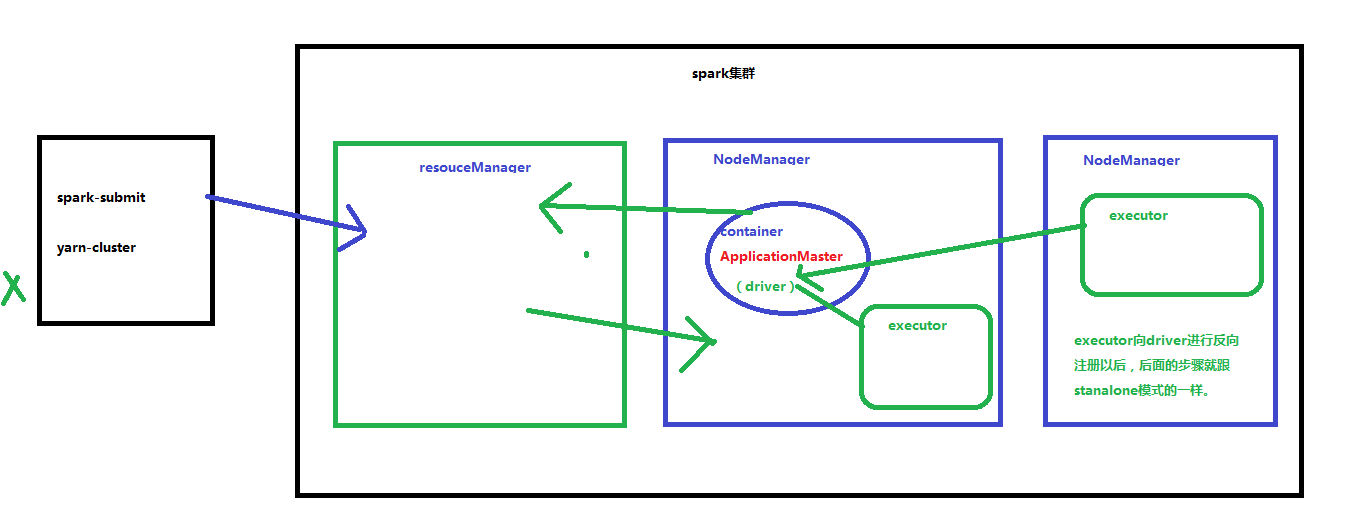 spark集群
spark-submit
yarn-cluster
resouceManager
NodeManager
container
ApplicationMaster
（driver）
executor
NodeManager
executor
executor向driver进行反向
注册以后，后面的步骤就跟
stanalone模式的一样。
X